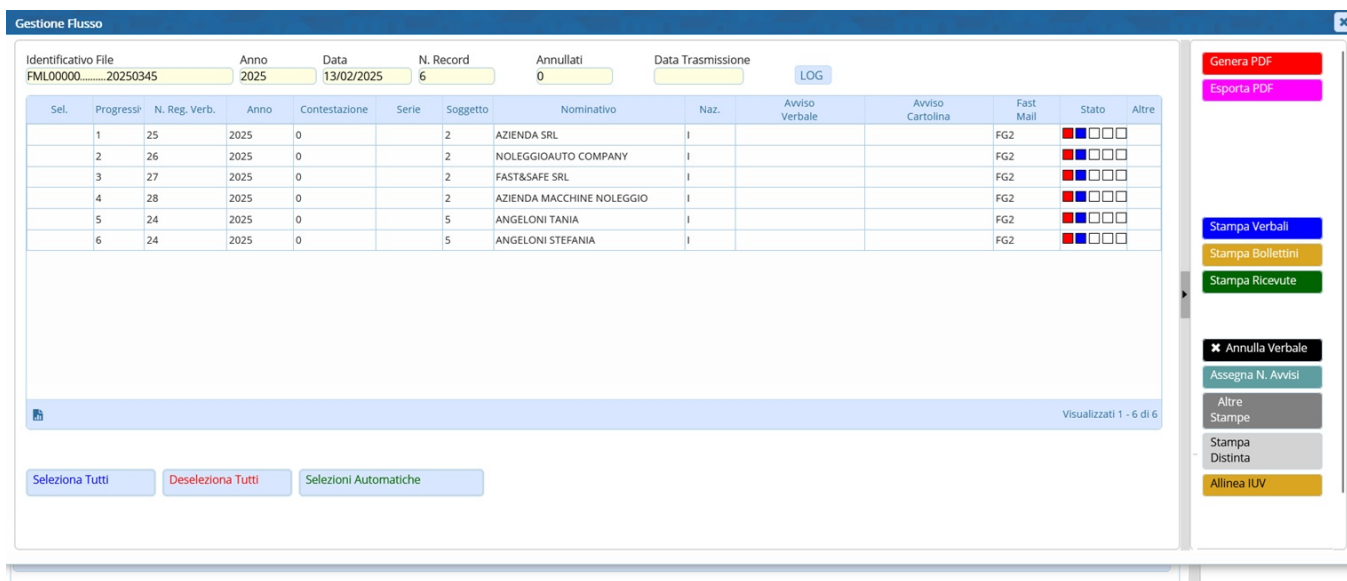 Gestione Flusso
Identificativo File Anno Data N. Record Annullati Data Trasmissione
FML00000..........20250345 2025 13/02/2025 6 0 LOG
Sel. Progressiv N. Reg. Verb. Anno Contestazione Serie Soggetto Nominativo Naz. Avviso Verbale Avviso Cartolina Fast Mail Stato Altre
1 25 2025 0 2 AZIENDA SRL I FG2
2 26 2025 0 2 NOLEGGIOAUTO COMPANY I FG2
3 27 2025 0 2 FAST&SAFE SRL I FG2
4 28 2025 0 2 AZIENDA MACCHINE NOLEGGIO I FG2
5 24 2025 0 5 ANGELONI TANIA I FG2
6 24 2025 0 5 ANGELONI STEFANIA I FG2
Visualizzati 1 - 6 di 6
Seleziona Tutti Deseleziona Tutti Selezioni Automatiche
Genera PDF
Esporta PDF
Stampa Verbali
Stampa Bollettini
Stampa Ricevute
Annulla Verbale
Assegna N. Avvisi
Altre
Stampe
Stampa
Distinta
Allinea IUV